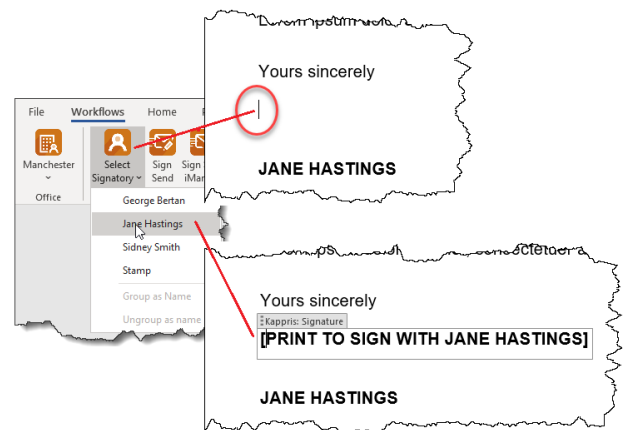 Yours sincerely
JANE HASTINGS
File Workflows Home
Manchester
Select Signatory
Sign Send
Sign
Office
George Bertan
Jane Hastings
Sidney Smith
Stamp
Group as Name
Ungroup as name
Yours sincerely
Kappris: Signature
[PRINT TO SIGN WITH JANE HASTINGS]
JANE HASTINGS